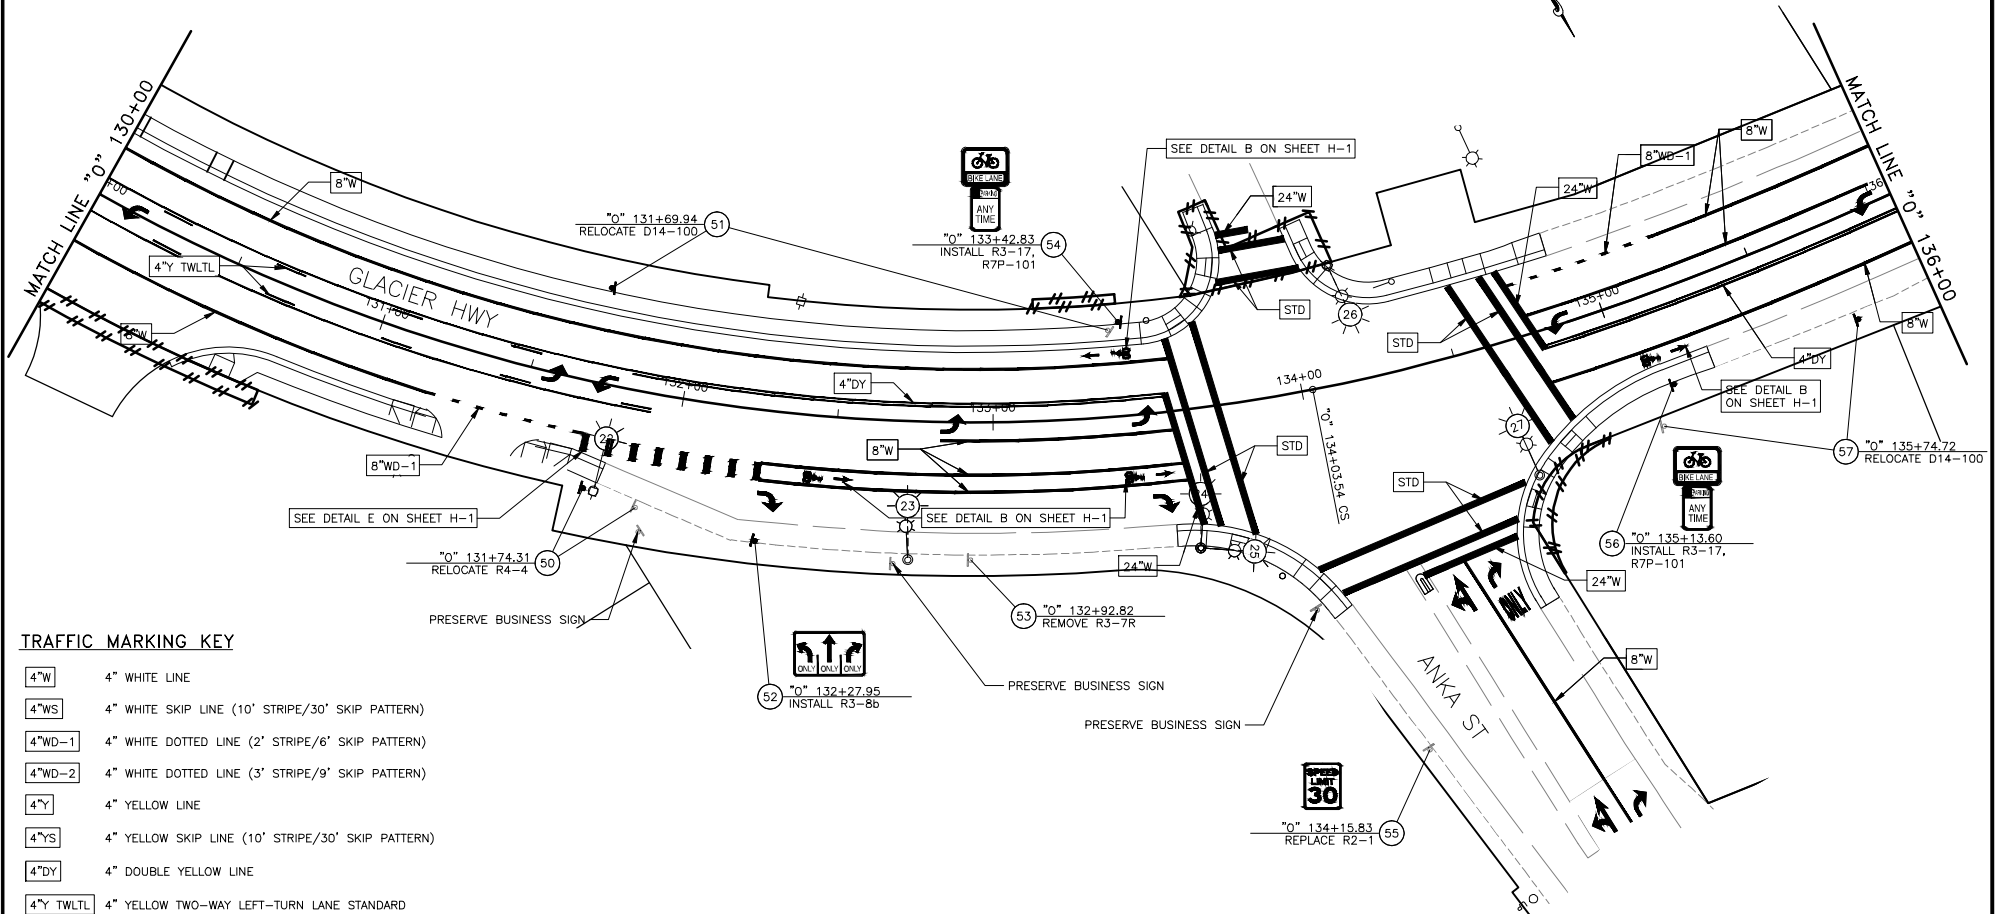 MATCH LINE "O" 130+00
MATCH LINE "O" 136+00
GLACIER HWY
ANKA ST
8"W
4"Y TWLTL
8"W
131+00
132+00
133+00
134+00
135+00
136
+00
"O" 131+69.94
RELOCATE D14-100
51
BIKE LANE
PARKING
ANY
TIME
"O" 133+42.83
INSTALL R3-17,
R7P-101
54
SEE DETAIL B ON SHEET H-1
24"W
STD
26
8"WD-1
8"W
24"W
STD
8"W
4"DY
SEE DETAIL B
ON SHEET H-1
57
"O" 135+74.72
RELOCATE D14-100
27
BIKE LANE
PARKING
ANY
TIME
56
"O" 135+13.60
INSTALL R3-17,
R7P-101
4"DY
8"W
STD
"O" 134+03.54 CS
STD
8"WD-1
23
SEE DETAIL E ON SHEET H-1
SEE DETAIL B ON SHEET H-1
"O" 131+74.31
RELOCATE R4-4
50
24"W
25
24"W
ONLY
PRESERVE BUSINESS SIGN
53
"O" 132+92.82
REMOVE R3-7R
ONLY ONLY ONLY
52
"O" 132+27.95
INSTALL R3-8b
PRESERVE BUSINESS SIGN
PRESERVE BUSINESS SIGN
8"W
SPEED
LIMIT
30
"O" 134+15.83
REPLACE R2-1
55
TRAFFIC MARKING KEY
4"W 4" WHITE LINE
4"WS 4" WHITE SKIP LINE (10' STRIPE/30' SKIP PATTERN)
4"WD-1 4" WHITE DOTTED LINE (2' STRIPE/6' SKIP PATTERN)
4"WD-2 4" WHITE DOTTED LINE (3' STRIPE/9' SKIP PATTERN)
4"Y 4" YELLOW LINE
4"YS 4" YELLOW SKIP LINE (10' STRIPE/30' SKIP PATTERN)
4"DY 4" DOUBLE YELLOW LINE
4"Y TWLTL 4" YELLOW TWO-WAY LEFT-TURN LANE STANDARD